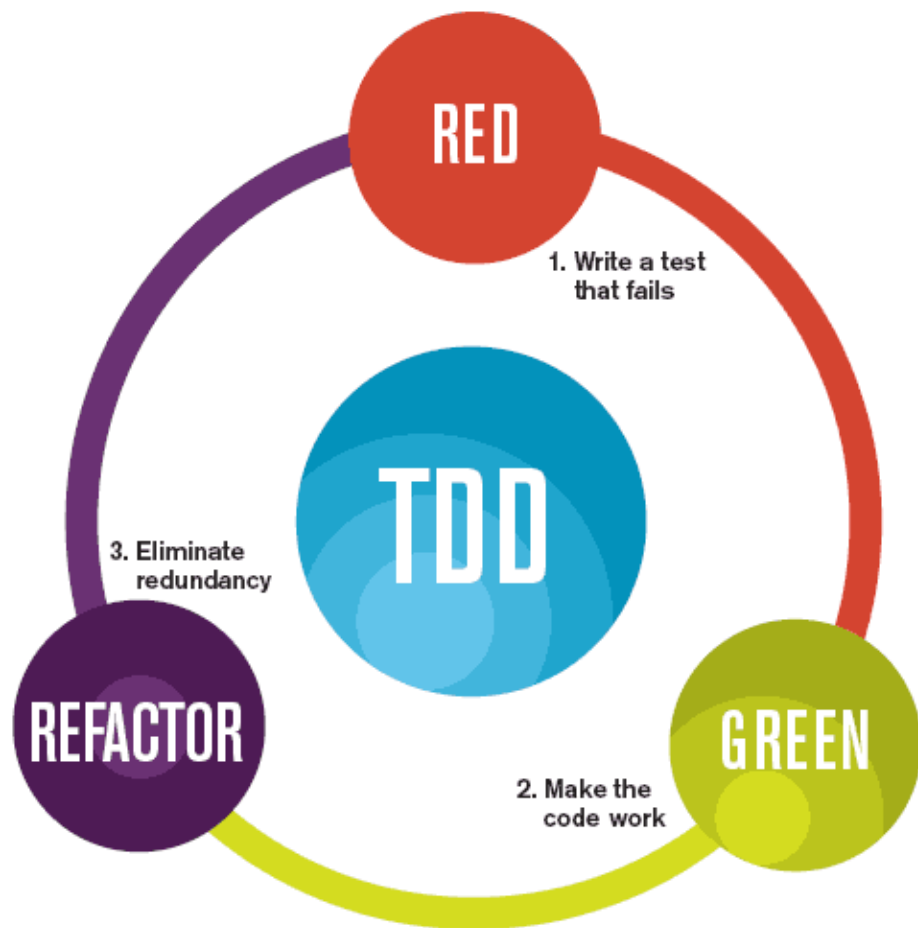 RED
1. Write a test
that fails
TDD
3. Eliminate
redundancy
REFACTOR
GREEN
2. Make the
code work